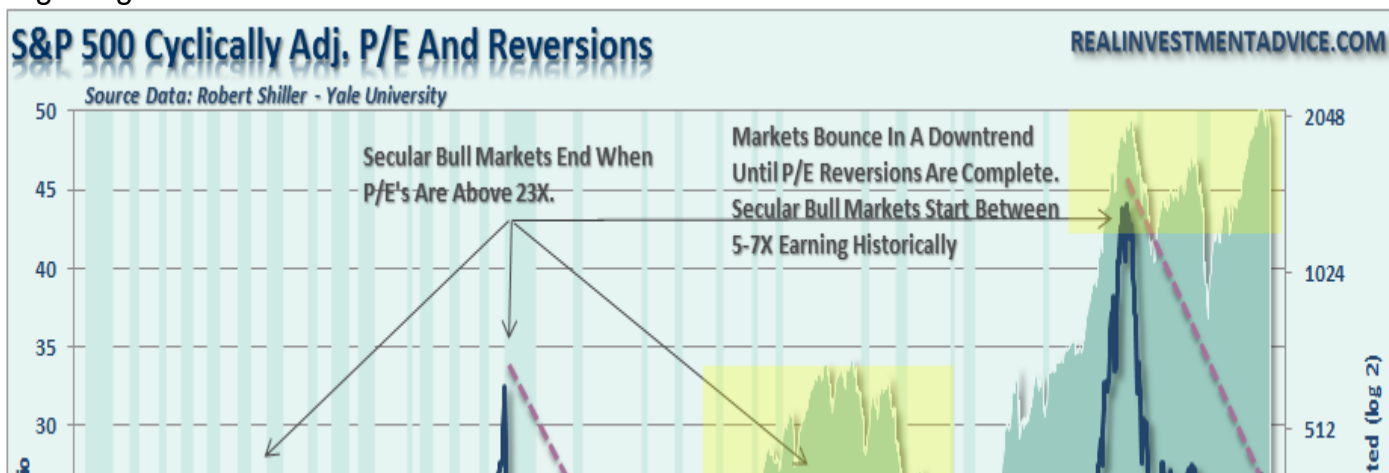 S&P 500 Cyclically Adj. P/E And Reversions
REALINVESTMENTADVICE.COM
Source Data: Robert Shiller - Yale University
50
2048
Secular Bull Markets End When
P/E's Are Above 23X.
Markets Bounce In A Downtrend
Until P/E Reversions Are Complete.
Secular Bull Markets Start Between
5-7X Earning Historically
45
40
1024
35
30
512
(log 2)